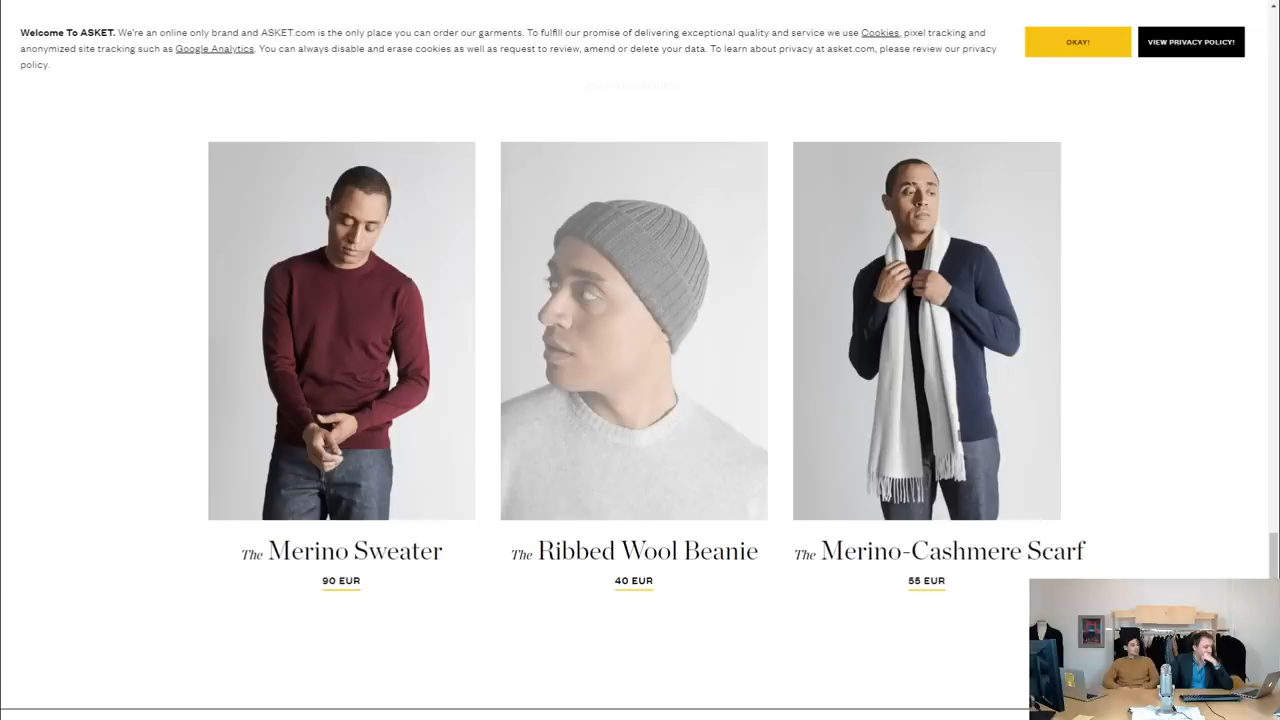 Welcome To ASKET. We're an online only brand and ASKET.com is the only place you can order our garments. To fulfill our promise of delivering exceptional quality and service we use Cookies, pixel tracking and
anonymized site tracking such as Google Analytics. You can always disable and erase cookies as well as request to review, amend or delete your data. To learn about privacy at asket.com, please review our privacy
policy.
OKAY!
VIEW PRIVACY POLICY!
The Merino Sweater
90 EUR
The Ribbed Wool Beanie
40 EUR
The Merino-Cashmere Scarf
55 EUR